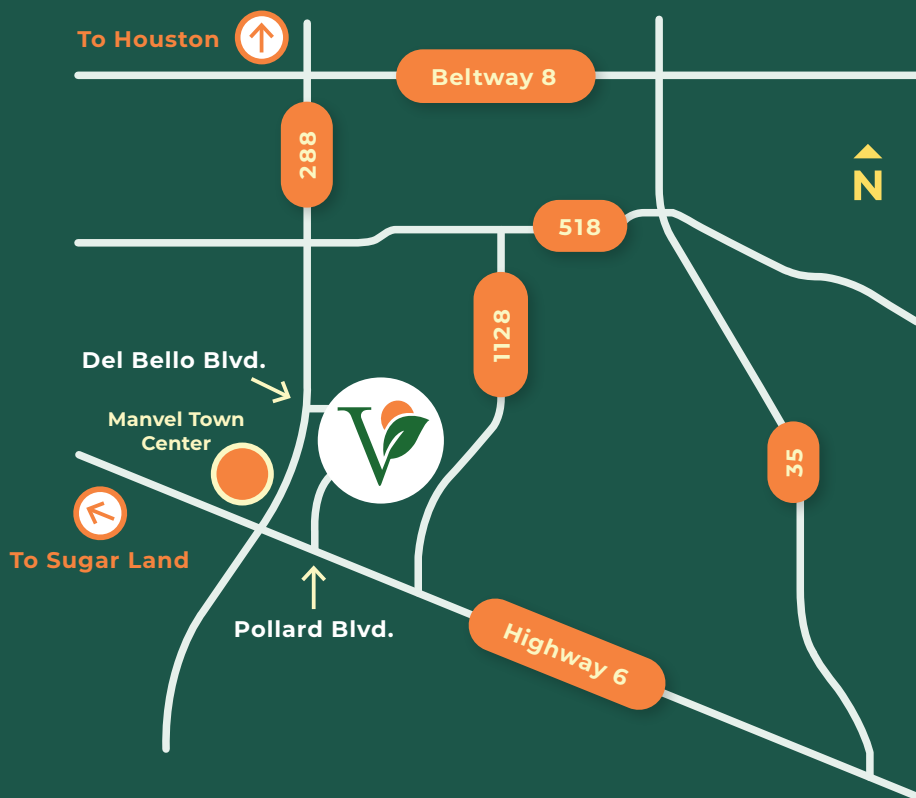 To Houston
Beltway 8
288
N
518
1128
Del Bello Blvd.
Manvel Town
Center
V
35
To Sugar Land
Pollard Blvd.
Highway 6